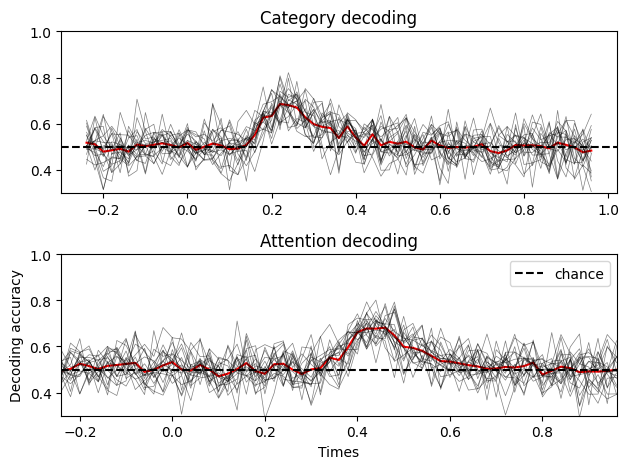 Category decoding
1.0
0.8
0.6
0.4
−0.2 0.0 0.2 0.4 0.6 0.8 1.0
Attention decoding
Decoding accuracy
1.0
0.8
0.6
0.4
chance
−0.2 0.0 0.2 0.4 0.6 0.8
Times